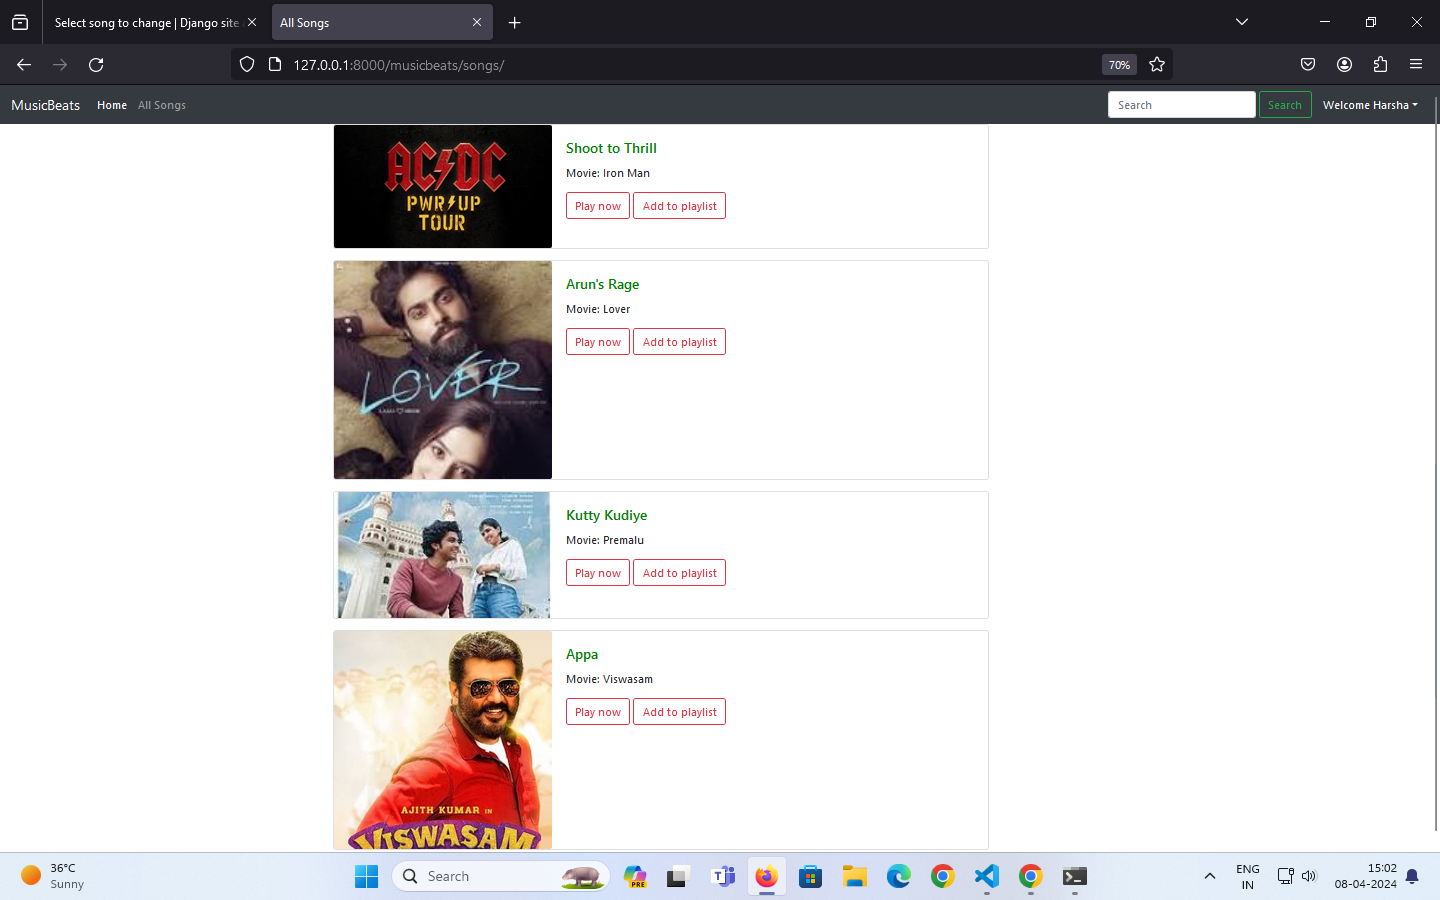 Select song to change | Django site
All Songs
127.0.0.1:8000/musicbeats/songs/
70%
MusicBeats
Home
All Songs
Search
Search
Welcome Harsha
AC/DC
PWR UP
TOUR
Shoot to Thrill
Movie: Iron Man
Play now
Add to playlist
LOVER
Arun's Rage
Movie: Lover
Play now
Add to playlist
Kutty Kudiye
Movie: Premalu
Play now
Add to playlist
AJITH KUMAR IN
VISWASAM
Appa
Movie: Viswasam
Play now
Add to playlist
36°C
Sunny
Search
PRE
ENG
IN
15:02
08-04-2024